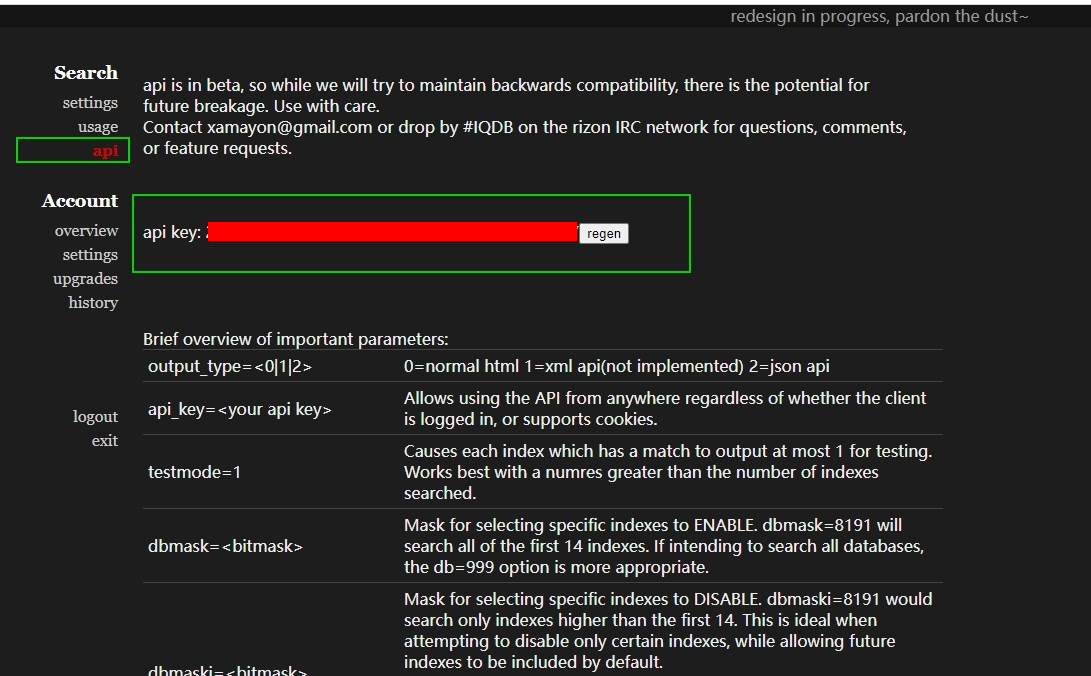 redesign in progress, pardon the dust~
Search
settings
usage
api
api is in beta, so while we will try to maintain backwards compatibility, there is the potential for
future breakage. Use with care.
Contact xamayon@gmail.com or drop by #IQDB on the rizon IRC network for questions, comments,
or feature requests.
Account
overview
settings
upgrades
history
logout
exit
api key:
regen
Brief overview of important parameters:
output_type=<0|1|2>
0=normal html 1=xml api(not implemented) 2=json api
api_key=<your api key>
Allows using the API from anywhere regardless of whether the client
is logged in, or supports cookies.
testmode=1
Causes each index which has a match to output at most 1 for testing.
Works best with a numres greater than the number of indexes
searched.
dbmask=<bitmask>
Mask for selecting specific indexes to ENABLE. dbmask=8191 will
search all of the first 14 indexes. If intending to search all databases,
the db=999 option is more appropriate.
dbmaski=<bitmask>
Mask for selecting specific indexes to DISABLE. dbmaski=8191 would
search only indexes higher than the first 14. This is ideal when
attempting to disable only certain indexes, while allowing future
indexes to be included by default.